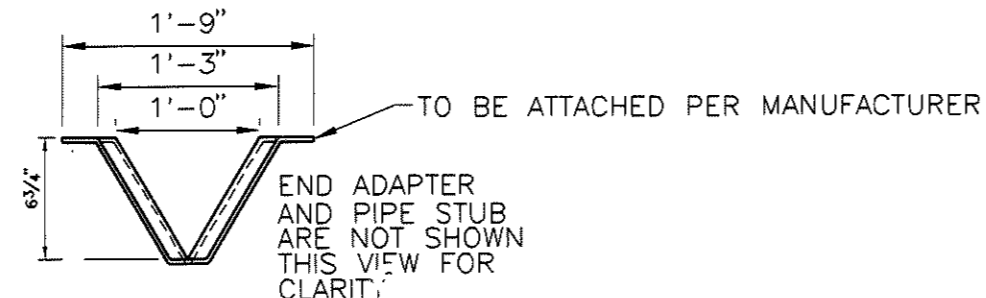 1'-9"
1'-3"
1'-0"
TO BE ATTACHED PER MANUFACTURER
6¾"
END ADAPTER
AND PIPE STUB
ARE NOT SHOWN
THIS VIEW FOR
CLARITY